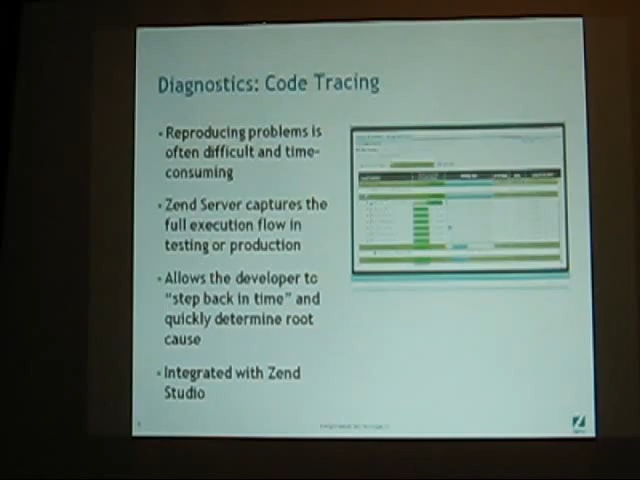 Diagnostics: Code Tracing
• Reproducing problems is
often difficult and time-
consuming
• Zend Server captures the
full execution flow in
testing or production
• Allows the developer to
“step back in time” and
quickly determine root
cause
• Integrated with Zend
Studio